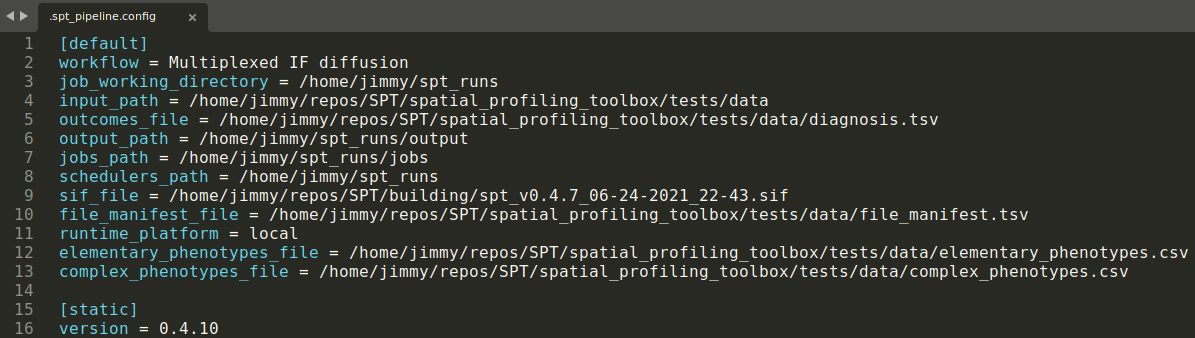 .spt_pipeline.config ×
1 [default]
2 workflow = Multiplexed IF diffusion
3 job_working_directory = /home/jimmy/spt_runs
4 input_path = /home/jimmy/repos/SPT/spatial_profiling_toolbox/tests/data
5 outcomes_file = /home/jimmy/repos/SPT/spatial_profiling_toolbox/tests/data/diagnosis.tsv
6 output_path = /home/jimmy/spt_runs/output
7 jobs_path = /home/jimmy/spt_runs/jobs
8 schedulers_path = /home/jimmy/spt_runs
9 sif_file = /home/jimmy/repos/SPT/building/spt_v0.4.7_06-24-2021_22-43.sif
10 file_manifest_file = /home/jimmy/repos/SPT/spatial_profiling_toolbox/tests/data/file_manifest.tsv
11 runtime_platform = local
12 elementary_phenotypes_file = /home/jimmy/repos/SPT/spatial_profiling_toolbox/tests/data/elementary_phenotypes.csv
13 complex_phenotypes_file = /home/jimmy/repos/SPT/spatial_profiling_toolbox/tests/data/complex_phenotypes.csv
14
15 [static]
16 version = 0.4.10